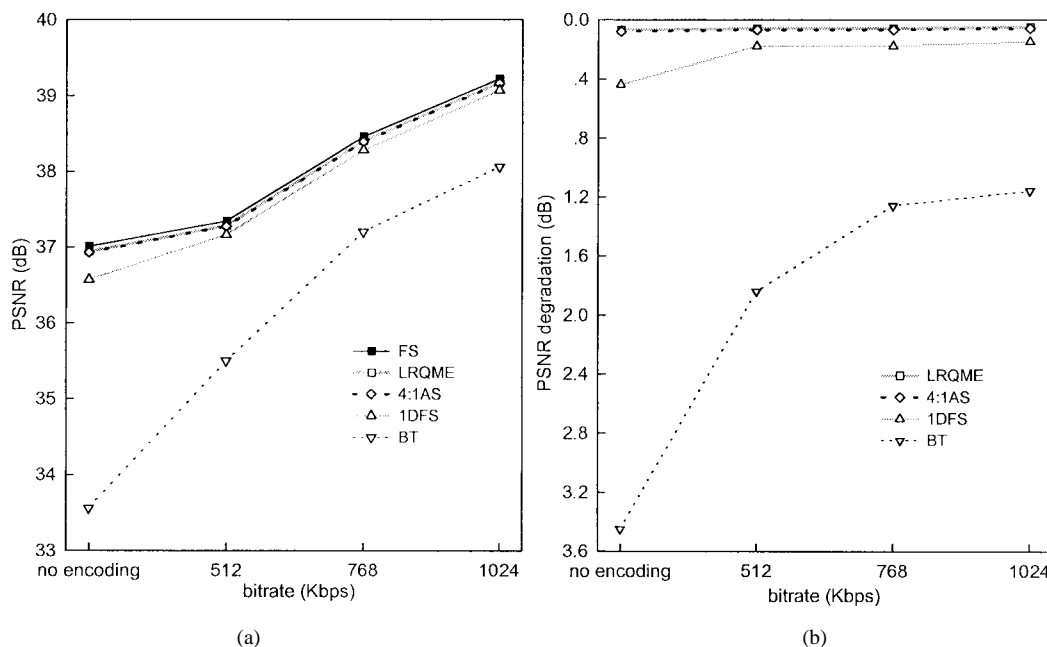 40
39
38
37
36
35
34
33
PSNR (dB)
FS
LRQME
4:1AS
1DFS
BT
no encoding 512 768 1024
bitrate (Kbps)
(a)
0.0
.4
.8
1.2
1.6
2.0
2.4
2.8
3.2
3.6
PSNR degradation (dB)
LRQME
4:1AS
1DFS
BT
no encoding 512 768 1024
bitrate (Kbps)
(b)